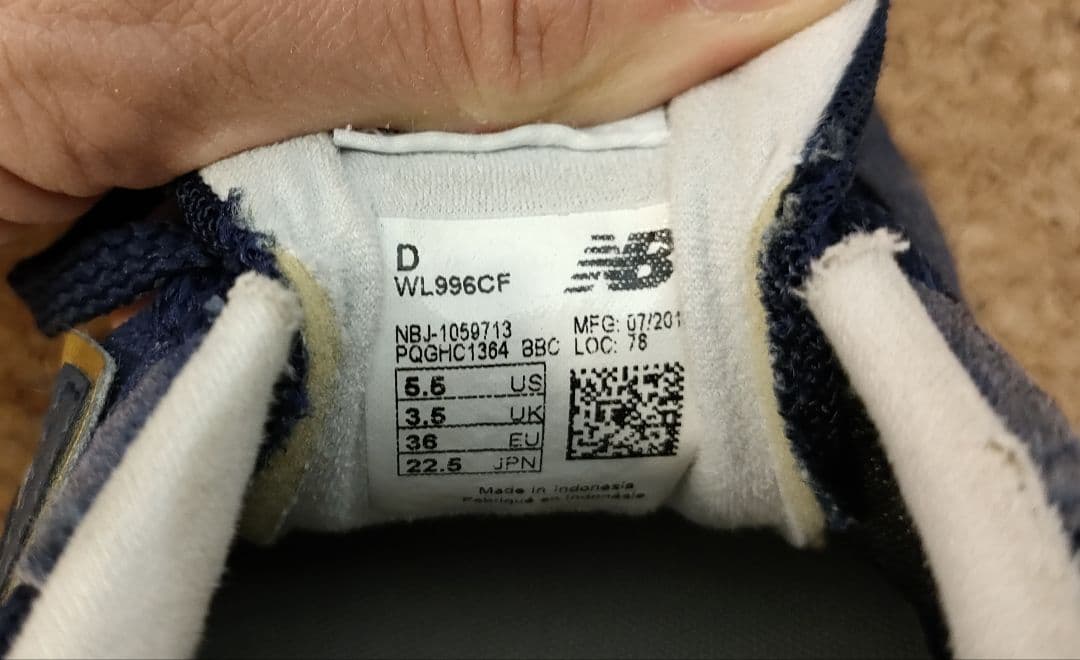 D
NB
WL996CF
NBJ-1059713
MFG: 07/201
PQGHC1364 BBC
LOC: 78
5.5 US
3.5 UK
36 EU
22.5 JPN
Made in Indonesia
Fabriqué en Indonésie